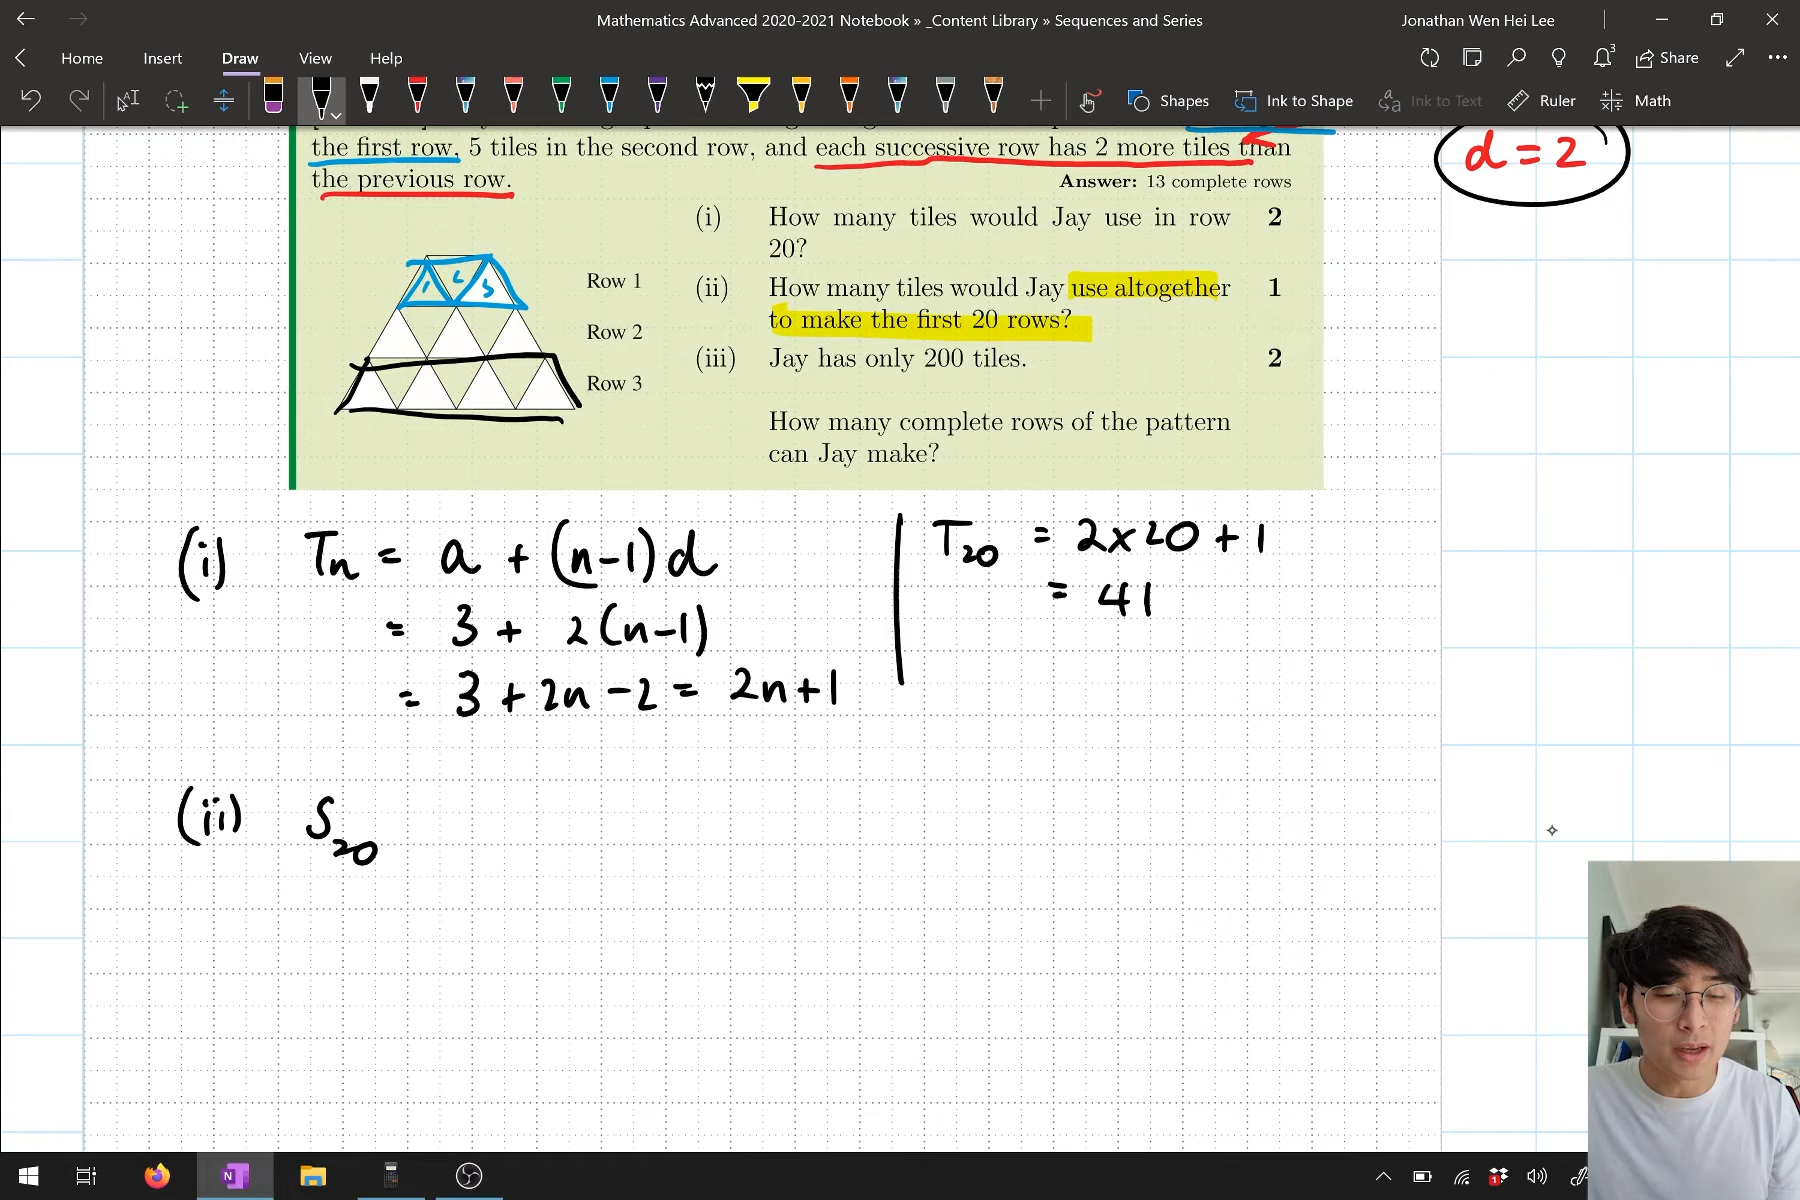 Mathematics Advanced 2020-2021 Notebook » _Content Library » Sequences and Series
Jonathan Wen Hei Lee
Home Insert Draw View Help
3
Share
Shapes
Ink to Shape
Ink to Text
Ruler
Math
the first row, 5 tiles in the second row, and each successive row has 2 more tiles than
the previous row.
Answer: 13 complete rows
d = 2
(i) How many tiles would Jay use in row 2
20?
Row 1
1 2 3
(ii) How many tiles would Jay use altogether 1
to make the first 20 rows?
Row 2
(iii) Jay has only 200 tiles. 2
Row 3
How many complete rows of the pattern
can Jay make?
(i) Tn = a + (n-1)d
= 3 + 2(n-1)
= 3 + 2n - 2 = 2n+1
T20 = 2x20 + 1
= 41
(ii) S20
N
1